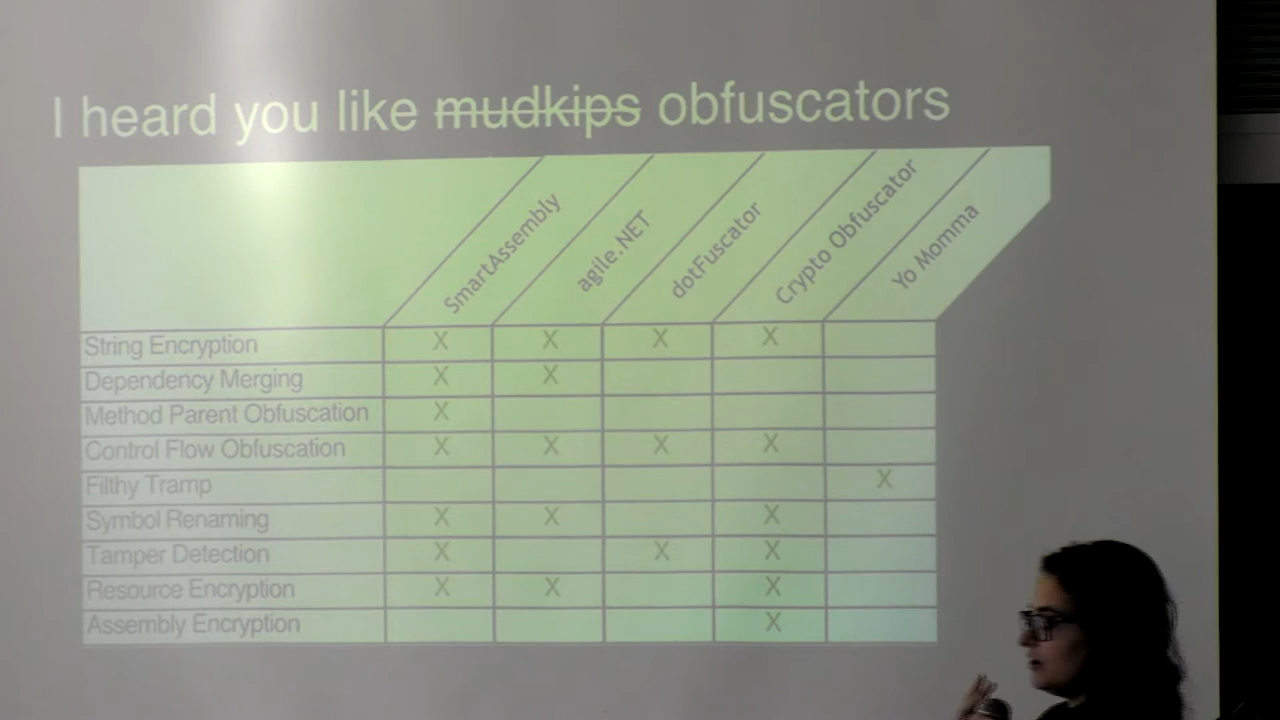 I heard you like mudkips obfuscators
SmartAssembly
agile.NET
dotFuscator
Crypto Obfuscator
Yo Momma
String Encryption X X X X
Dependency Merging X X
Method Parent Obfuscation X
Control Flow Obfuscation X X X X
Filthy Tramp X
Symbol Renaming X X X
Tamper Detection X X X
Resource Encryption X X X
Assembly Encryption X